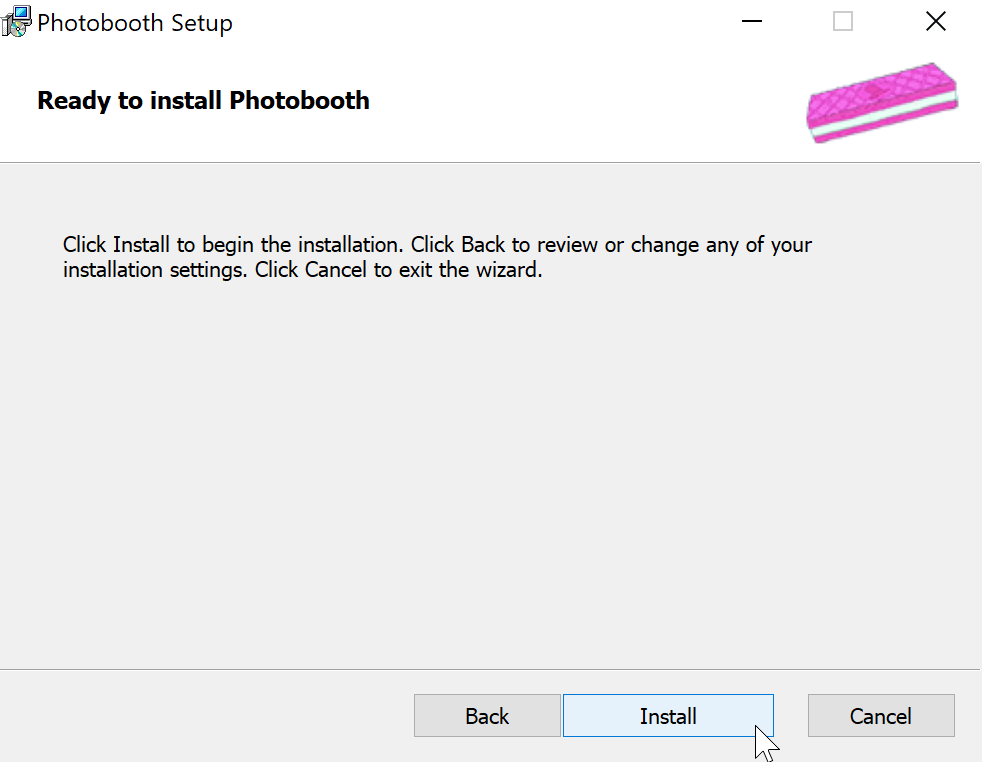 Photobooth Setup
Ready to install Photobooth
Click Install to begin the installation. Click Back to review or change any of your
installation settings. Click Cancel to exit the wizard.
Back Install Cancel